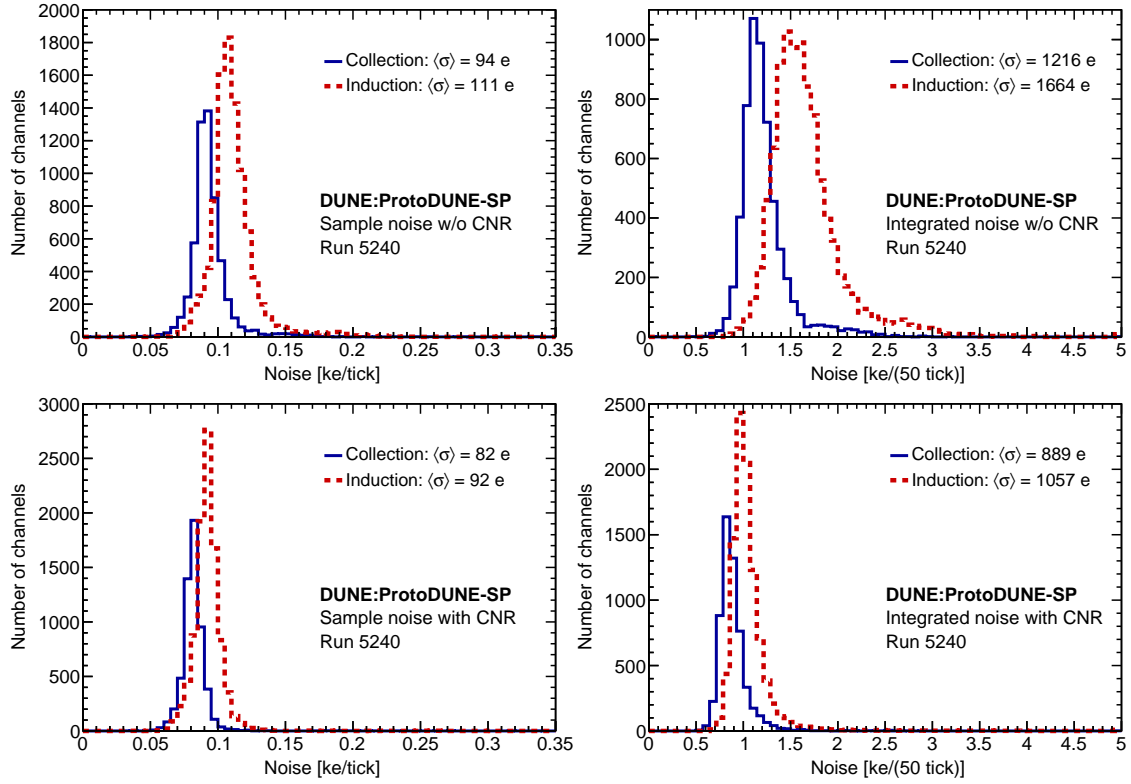 Number of channels
2000
1800
1600
1400
1200
1000
800
600
400
200
0
Collection: ⟨σ⟩ = 94 e
Induction: ⟨σ⟩ = 111 e
DUNE:ProtoDUNE-SP
Sample noise w/o CNR
Run 5240
0 0.05 0.1 0.15 0.2 0.25 0.3 0.35
Noise [ke/tick]
Number of channels
1000
800
600
400
200
0
Collection: ⟨σ⟩ = 1216 e
Induction: ⟨σ⟩ = 1664 e
DUNE:ProtoDUNE-SP
Integrated noise w/o CNR
Run 5240
0 0.5 1 1.5 2 2.5 3 3.5 4 4.5 5
Noise [ke/(50 tick)]
Number of channels
3000
2500
2000
1500
1000
500
0
Collection: ⟨σ⟩ = 82 e
Induction: ⟨σ⟩ = 92 e
DUNE:ProtoDUNE-SP
Sample noise with CNR
Run 5240
0 0.05 0.1 0.15 0.2 0.25 0.3 0.35
Noise [ke/tick]
Number of channels
2500
2000
1500
1000
500
0
Collection: ⟨σ⟩ = 889 e
Induction: ⟨σ⟩ = 1057 e
DUNE:ProtoDUNE-SP
Integrated noise with CNR
Run 5240
0 0.5 1 1.5 2 2.5 3 3.5 4 4.5 5
Noise [ke/(50 tick)]